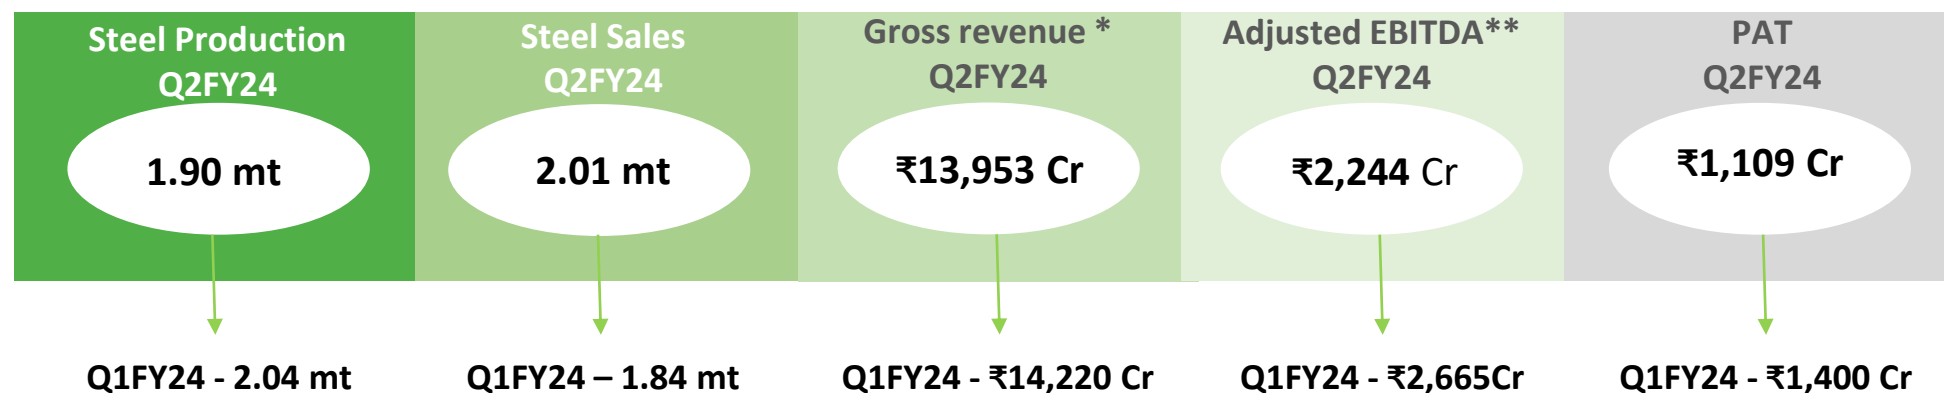 Steel Production
Q2FY24
1.90 mt
Q1FY24 - 2.04 mt
Steel Sales
Q2FY24
2.01 mt
Q1FY24 – 1.84 mt
Gross revenue *
Q2FY24
₹13,953 Cr
Q1FY24 - ₹14,220 Cr
Adjusted EBITDA**
Q2FY24
₹2,244 Cr
Q1FY24 - ₹2,665Cr
PAT
Q2FY24
₹1,109 Cr
Q1FY24 - ₹1,400 Cr